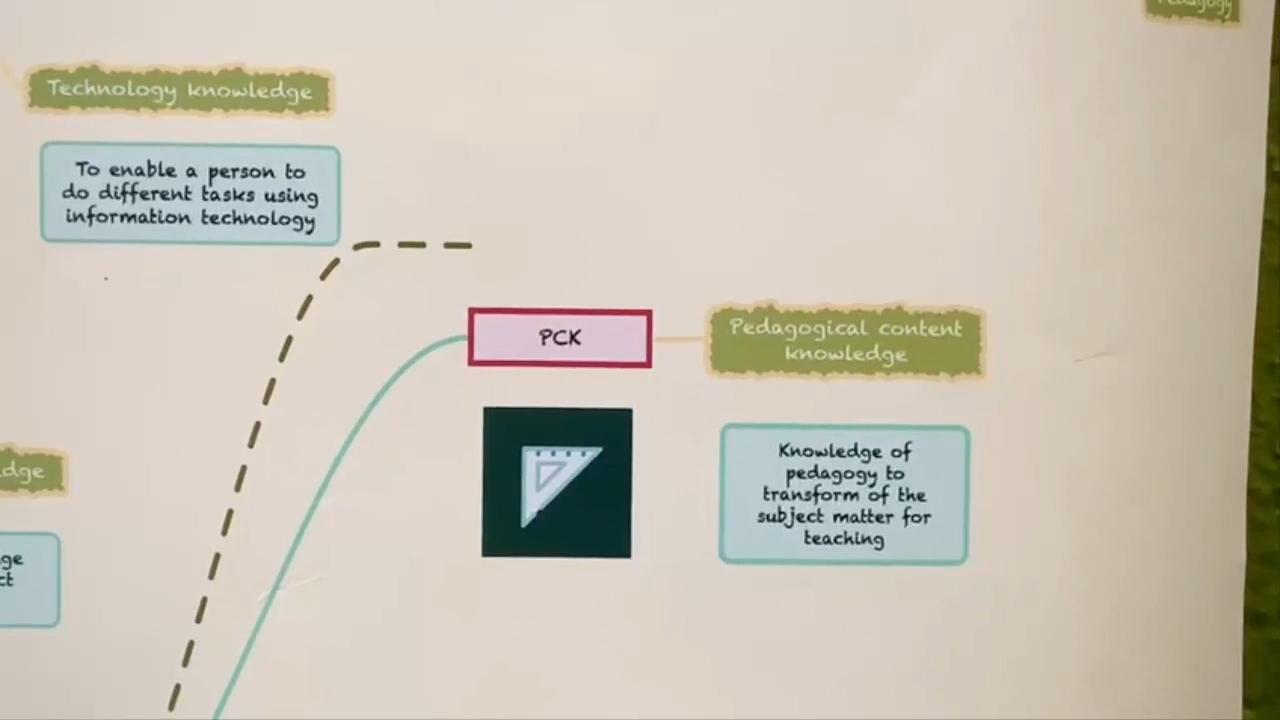 Pedagogy
Technology knowledge
To enable a person to
do different tasks using
information technology
PCK
Pedagogical content
knowledge
Knowledge of
pedagogy to
transform of the
subject matter for
teaching